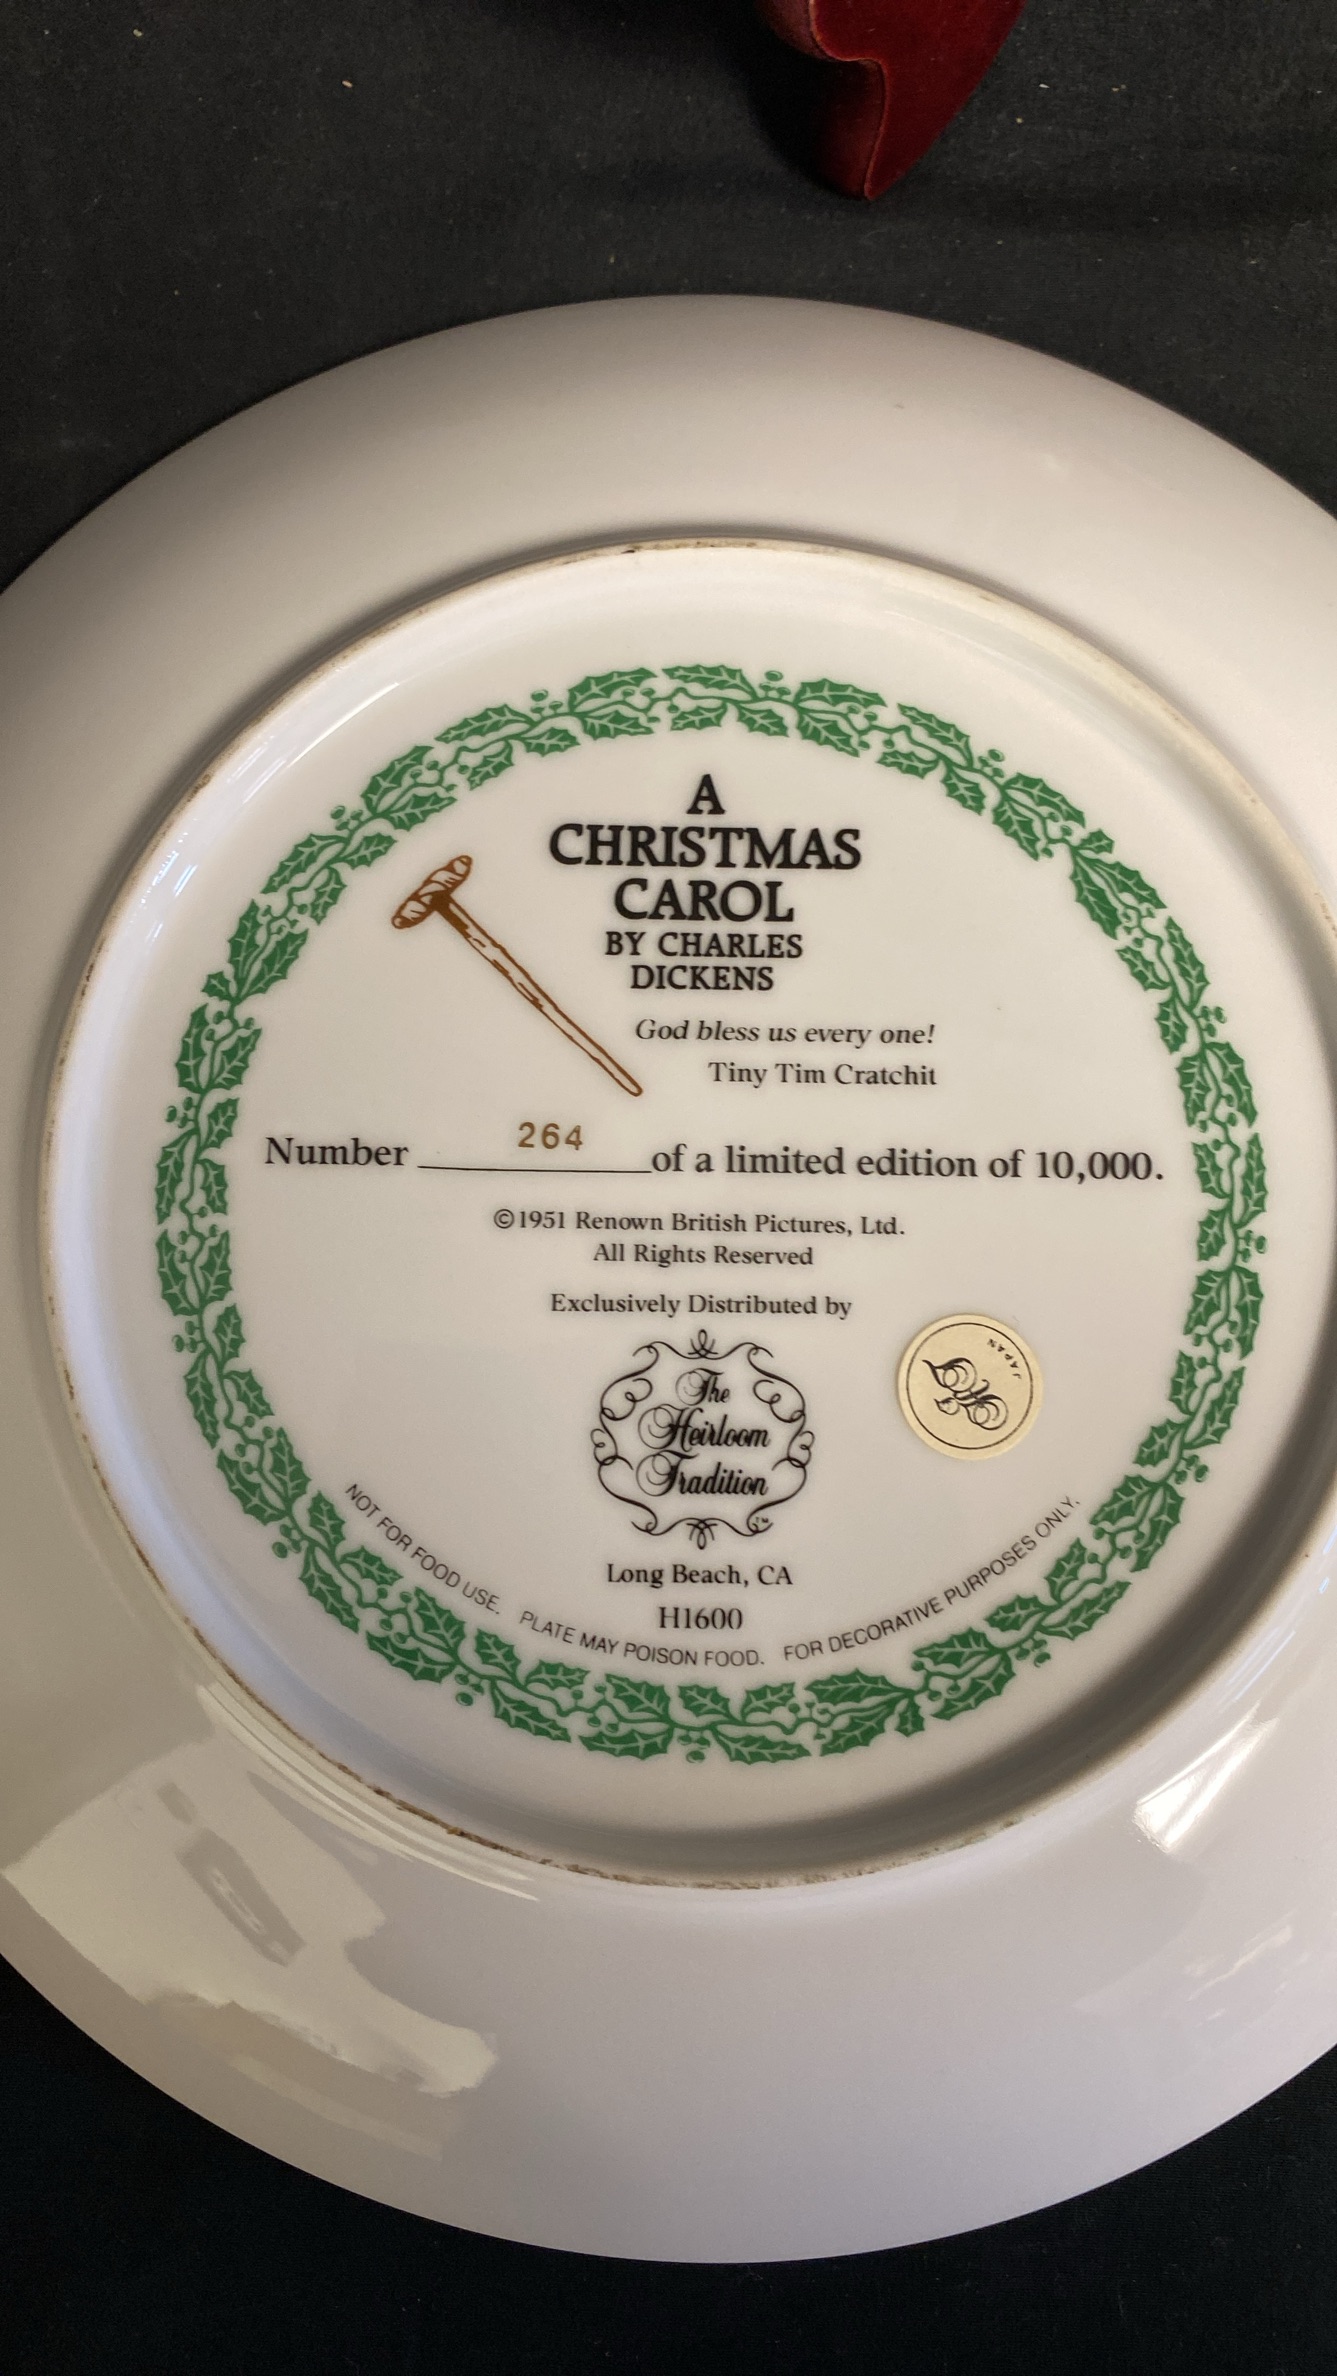 A
CHRISTMAS
CAROL
BY CHARLES
DICKENS
God bless us every one!
Tiny Tim Cratchit
Number 264 of a limited edition of 10,000.
©1951 Renown British Pictures, Ltd.
All Rights Reserved
Exclusively Distributed by
The
Heirloom
Tradition
TM
JAPAN
Long Beach, CA
H1600
NOT FOR FOOD USE. PLATE MAY POISON FOOD. FOR DECORATIVE PURPOSES ONLY.